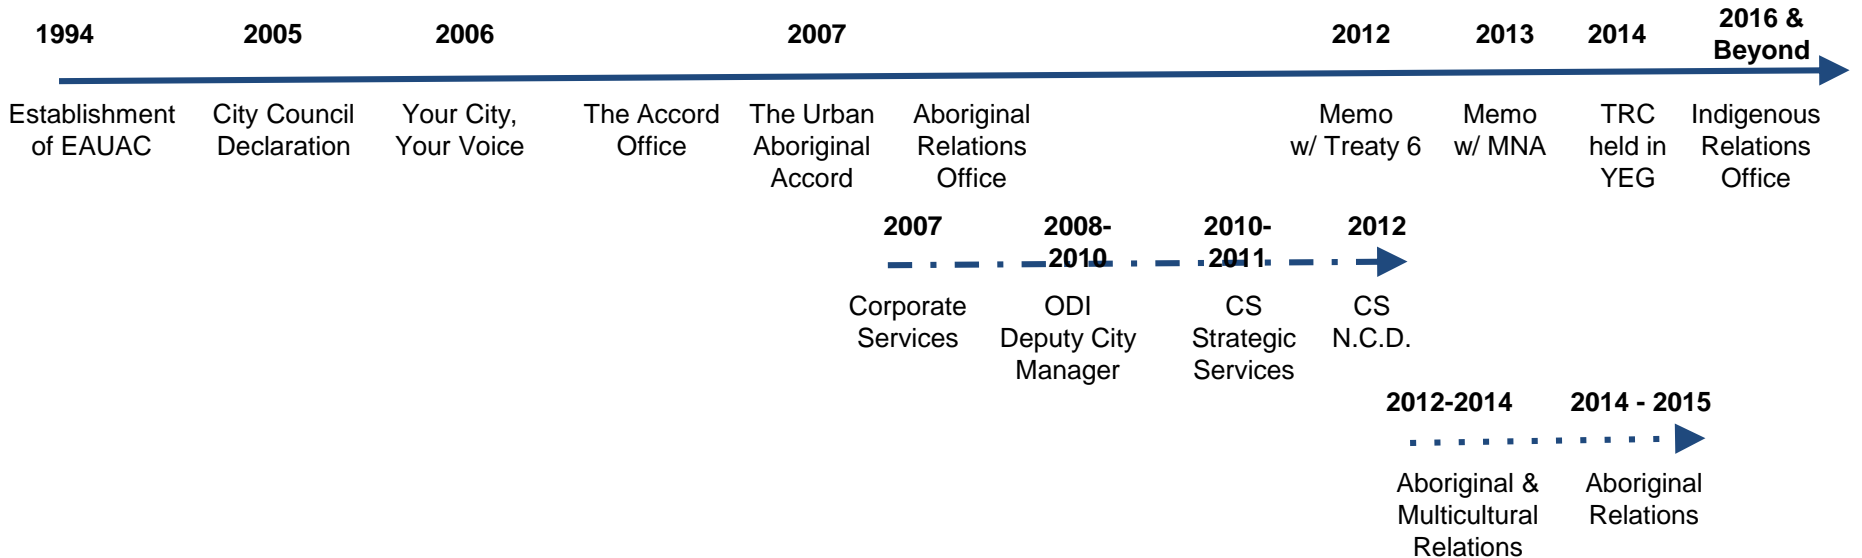 1994 2005 2006 2007 2012 2013 2014 2016 &
Beyond
Establishment
of EAUAC
City Council
Declaration
Your City,
Your Voice
The Accord
Office
The Urban
Aboriginal
Accord
Aboriginal
Relations
Office
Memo
w/ Treaty 6
Memo
w/ MNA
TRC
held in
YEG
Indigenous
Relations
Office
2007
2008-
2010
2010-
2011
2012
Corporate
Services
ODI
Deputy City
Manager
CS
Strategic
Services
CS
N.C.D.
2012-2014
2014 - 2015
Aboriginal &
Multicultural
Relations
Aboriginal
Relations